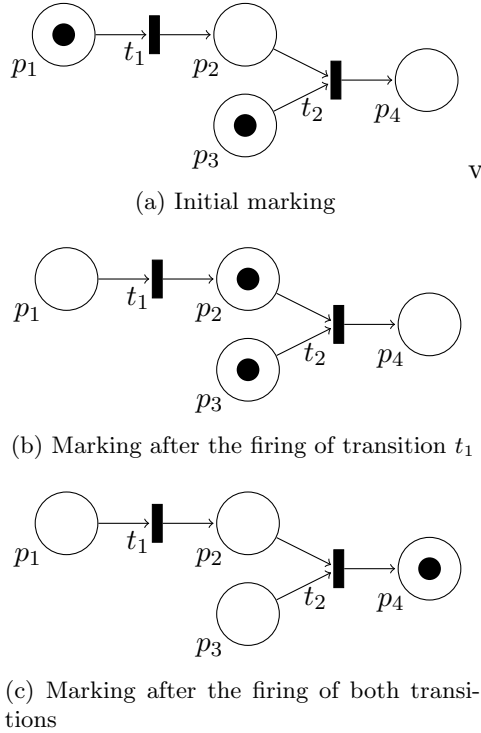 p₁ t₁ p₂
t₂ p₄
p₃
v
(a) Initial marking
p₁ t₁ p₂
t₂ p₄
p₃
(b) Marking after the firing of transition t₁
p₁ t₁ p₂
t₂ p₄
p₃
(c) Marking after the firing of both transi-
tions